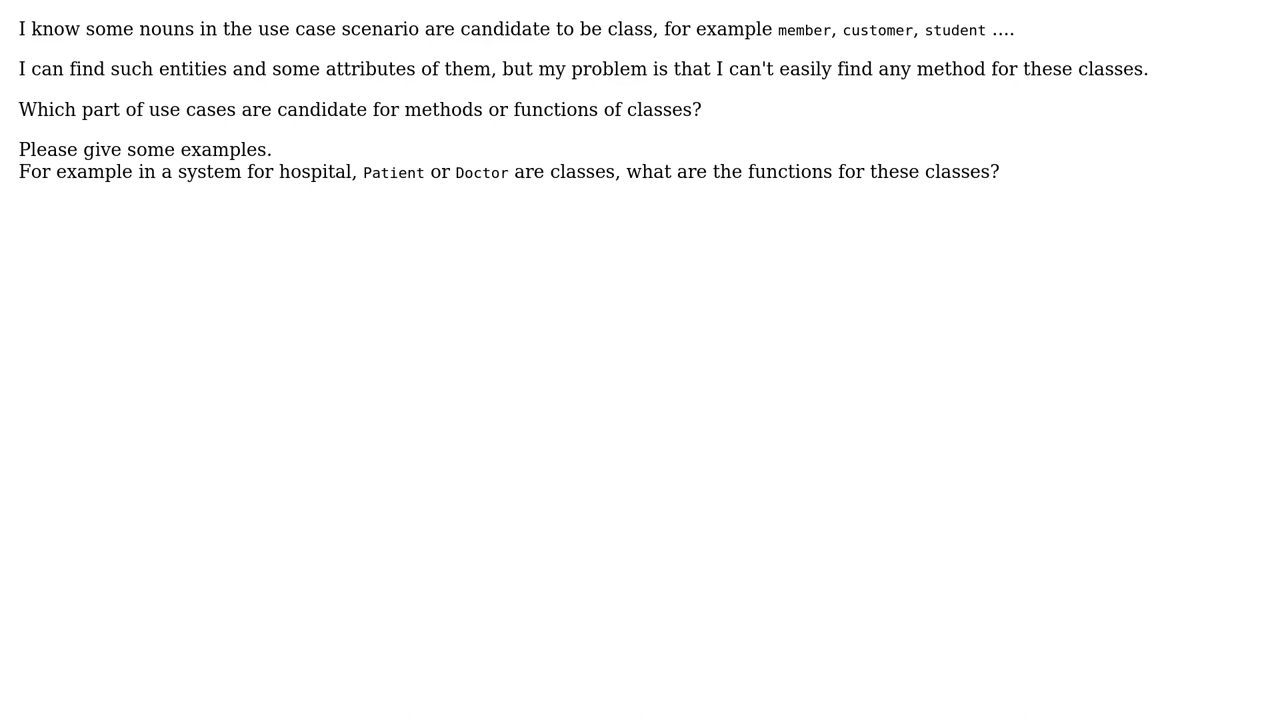 I know some nouns in the use case scenario are candidate to be class, for example member, customer, student ....
I can find such entities and some attributes of them, but my problem is that I can't easily find any method for these classes.
Which part of use cases are candidate for methods or functions of classes?
Please give some examples.
For example in a system for hospital, Patient or Doctor are classes, what are the functions for these classes?